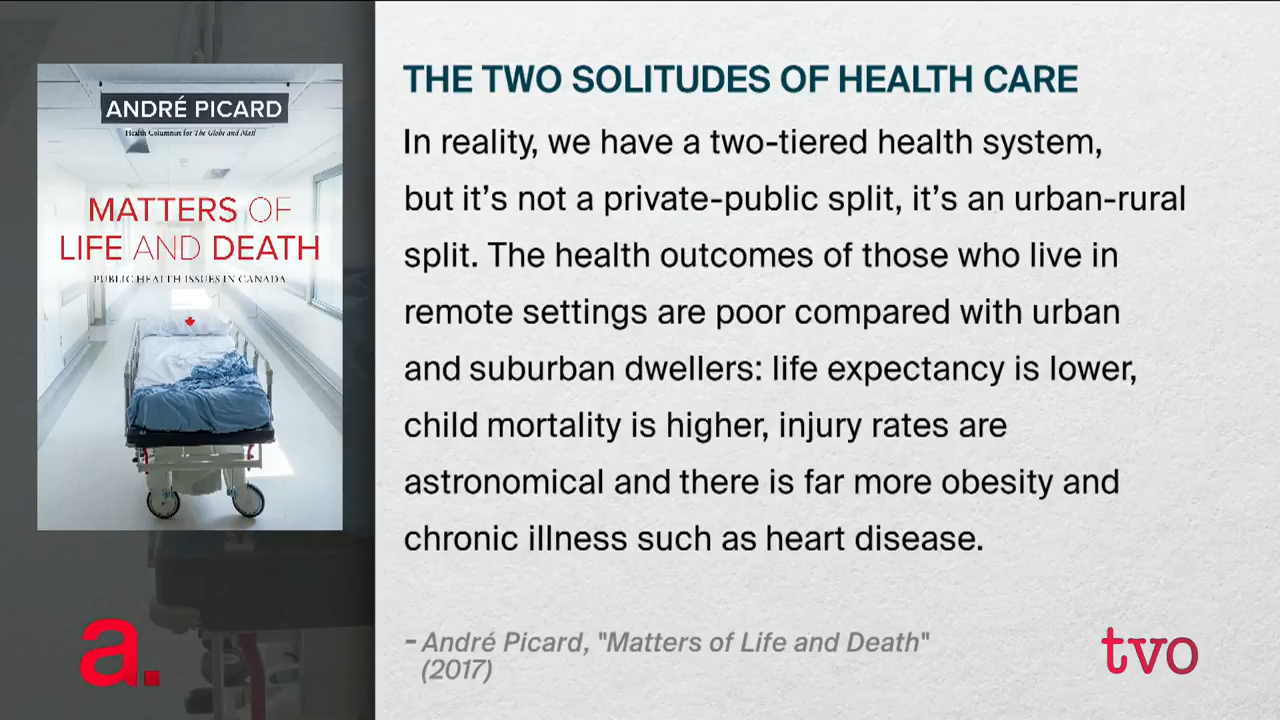 ANDRÉ PICARD
Health Columnist for The Globe and Mail
MATTERS OF
LIFE AND DEATH
PUBLIC HEALTH ISSUES IN CANADA
THE TWO SOLITUDES OF HEALTH CARE
In reality, we have a two-tiered health system,
but it’s not a private-public split, it’s an urban-rural
split. The health outcomes of those who live in
remote settings are poor compared with urban
and suburban dwellers: life expectancy is lower,
child mortality is higher, injury rates are
astronomical and there is far more obesity and
chronic illness such as heart disease.
- André Picard, "Matters of Life and Death"
(2017)
a.
tvo